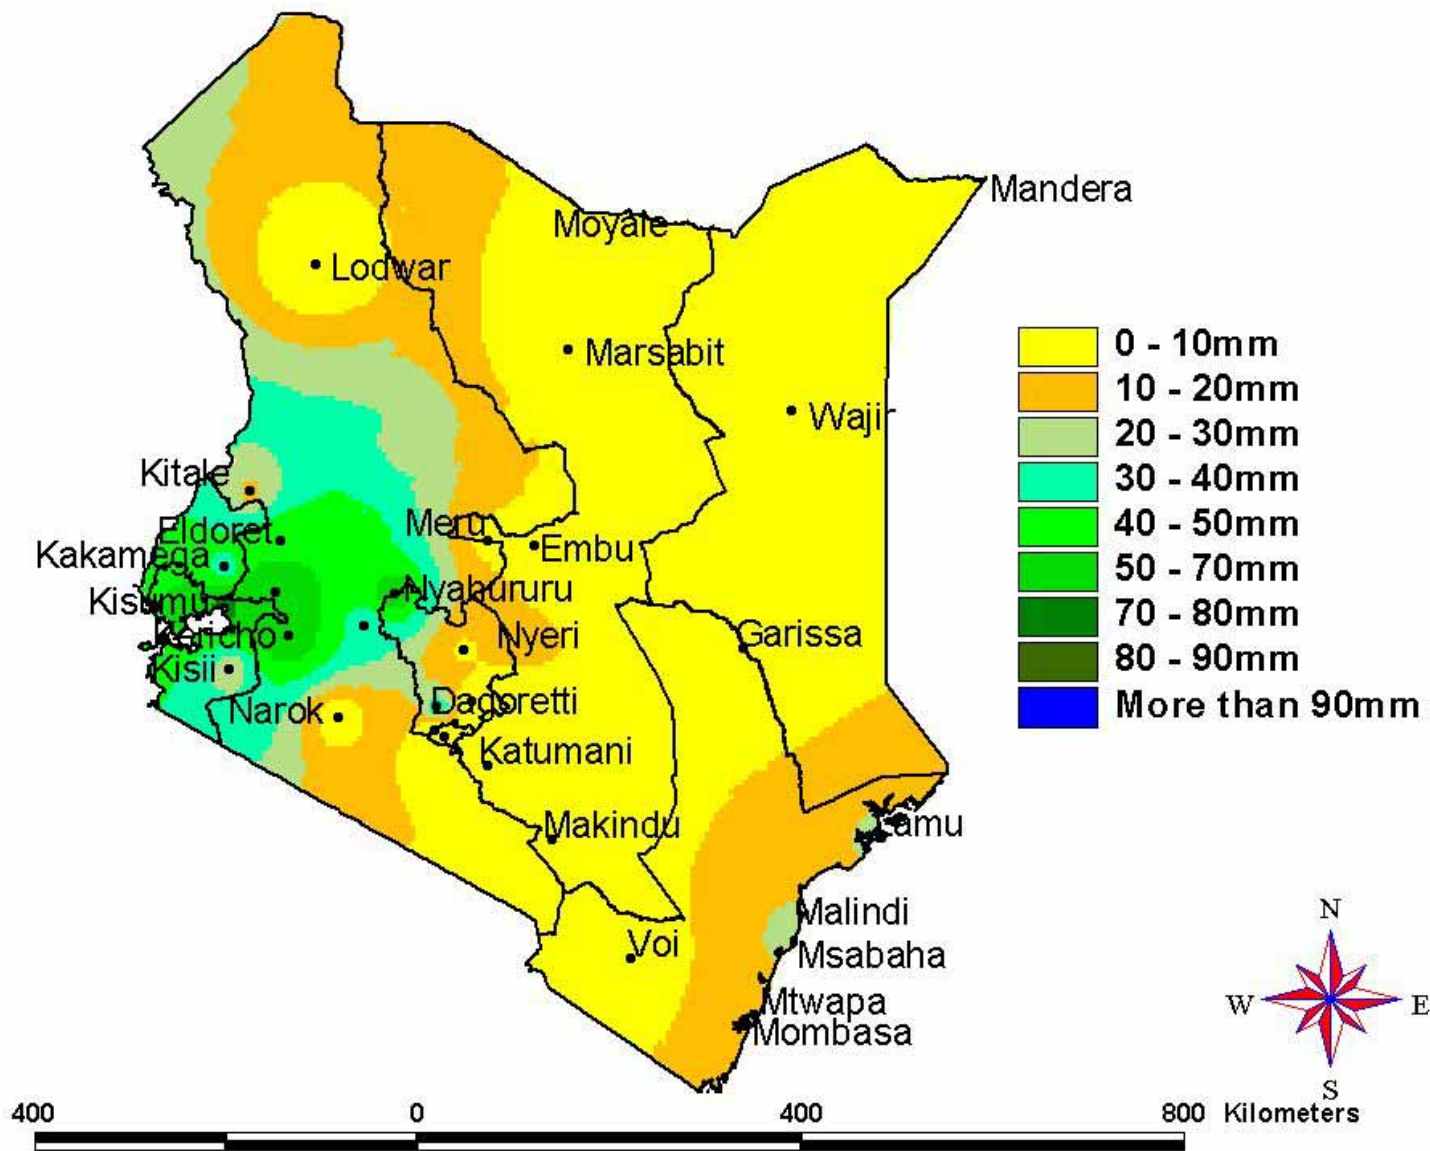 Mandera
Moyale
Lodwar
Marsabit
Wajir
Kitale
Meru
Eldoret
Embu
Kakamega
Nyahururu
Kisumu
Kericho
Nyeri
Garissa
Kisii
Narok
Dagoretti
Katumani
Makindu
Lamu
Malindi
Voi
Msabaha
Mtwapa
Mombasa
0 - 10mm
10 - 20mm
20 - 30mm
30 - 40mm
40 - 50mm
50 - 70mm
70 - 80mm
80 - 90mm
More than 90mm
N
W E
S
400 0 400 800 Kilometers